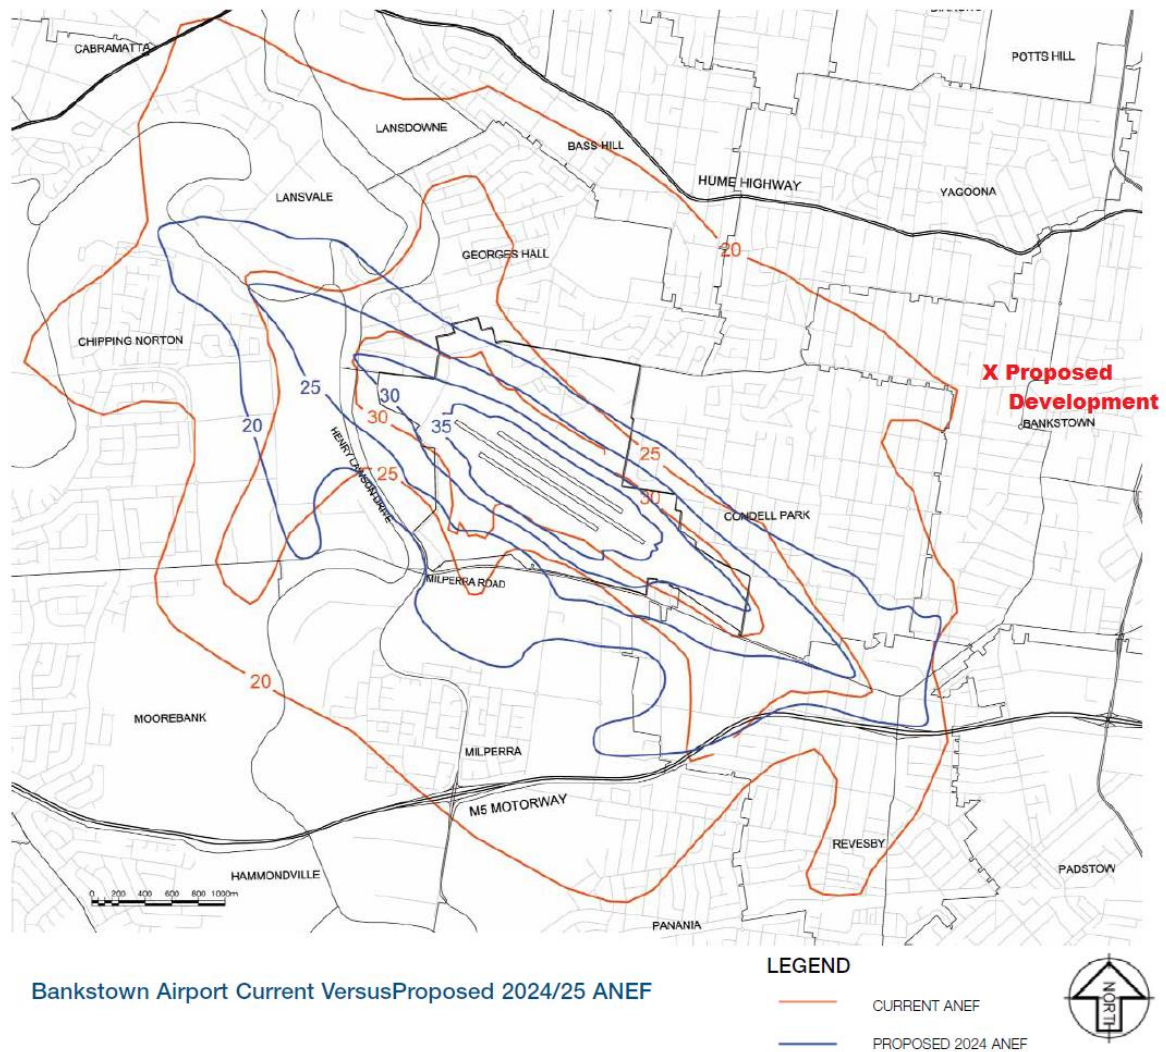 CABRAMATTA
POTTS HILL
LANSDOWNE
BASS HILL
HUME HIGHWAY
YAGOONA
LANSVALE
GEORGES HALL
20
CHIPPING NORTON
X Proposed
Development
BANKSTOWN
25
30
30
35
20
25
25
30
HENRY LAWSON DRIVE
CONDELL PARK
MILPERRA ROAD
20
MOOREBANK
MILPERRA
M5 MOTORWAY
REVESBY
HAMMONDVILLE
PADSTOW
0 200 400 600 800 1000m
PANANIA
Bankstown Airport Current VersusProposed 2024/25 ANEF
LEGEND
CURRENT ANEF
PROPOSED 2024 ANEF
NORTH